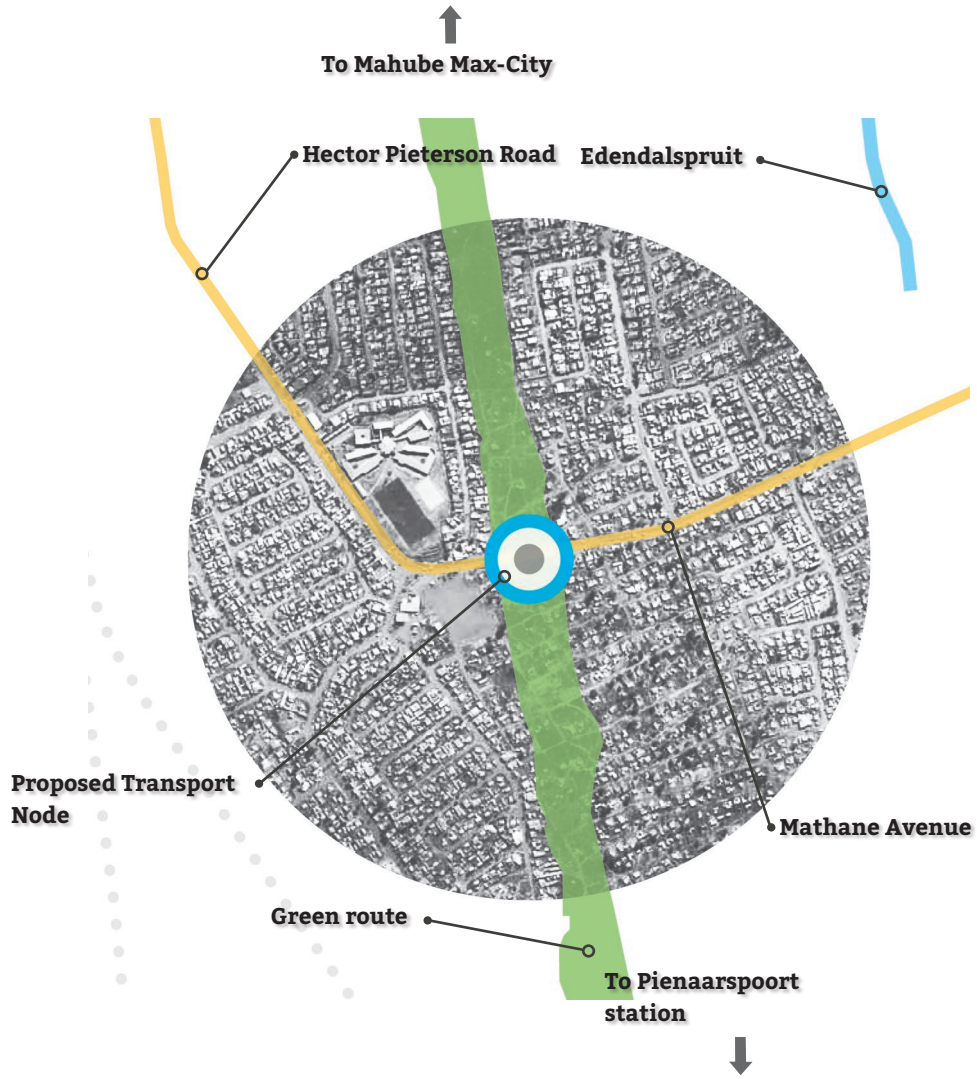 To Mahube Max-City
Hector Pieterson Road
Edendalspruit
Proposed Transport
Node
Mathane Avenue
Green route
To Pienaarspoort
station